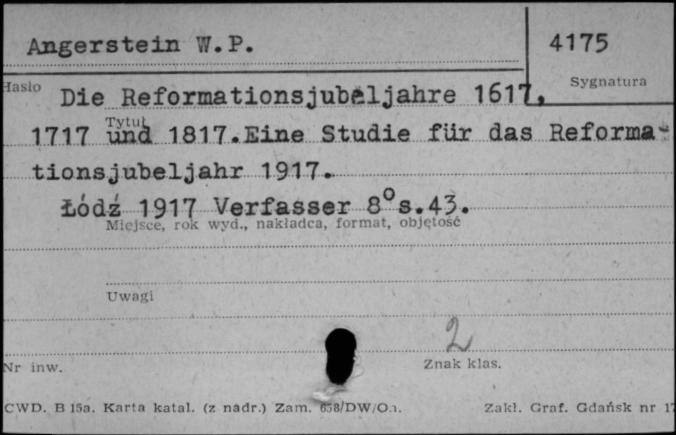 Angerstein W.P.
4175
Hasło
Sygnatura
Die Reformationsjubeljahre 1617,
Tytuł
1717 und 1817.Eine Studie für das Reforma-
tionsjubeljahr 1917.
Łódź 1917 Verfasser 8°s.43.
Miejsce, rok wyd., nakładca, format, objętość
Uwagi
2
Nr inw.
Znak klas.
CWD. B 15a. Karta katal. (z nadr.) Zam. 658/DW/O.
Zakł. Graf. Gdańsk nr 17